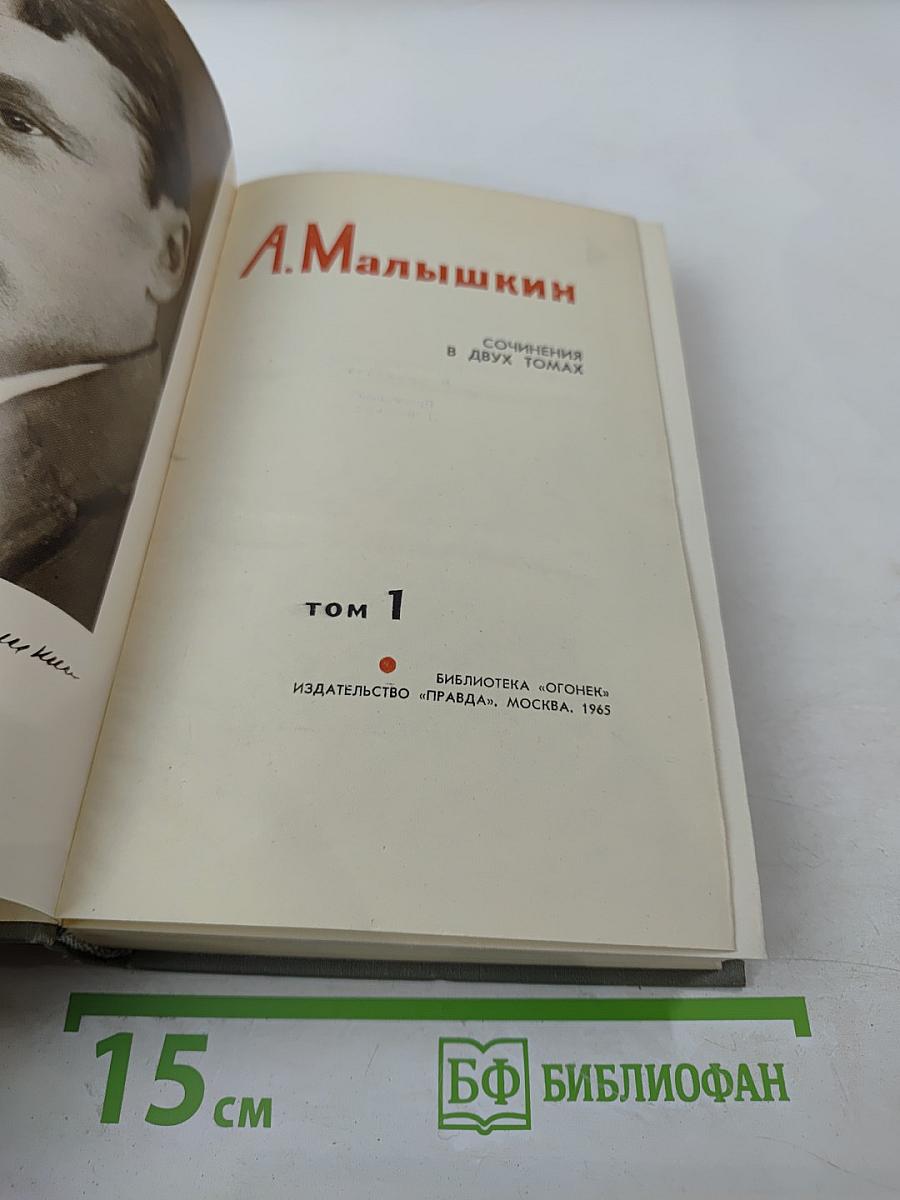 А. Малышкин
СОЧИНЕНИЯ
В ДВУХ ТОМАХ
том 1
БИБЛИОТЕКА «ОГОНЕК»
ИЗДАТЕЛЬСТВО «ПРАВДА», МОСКВА, 1965
15 см
БФ БИБЛИОФАН